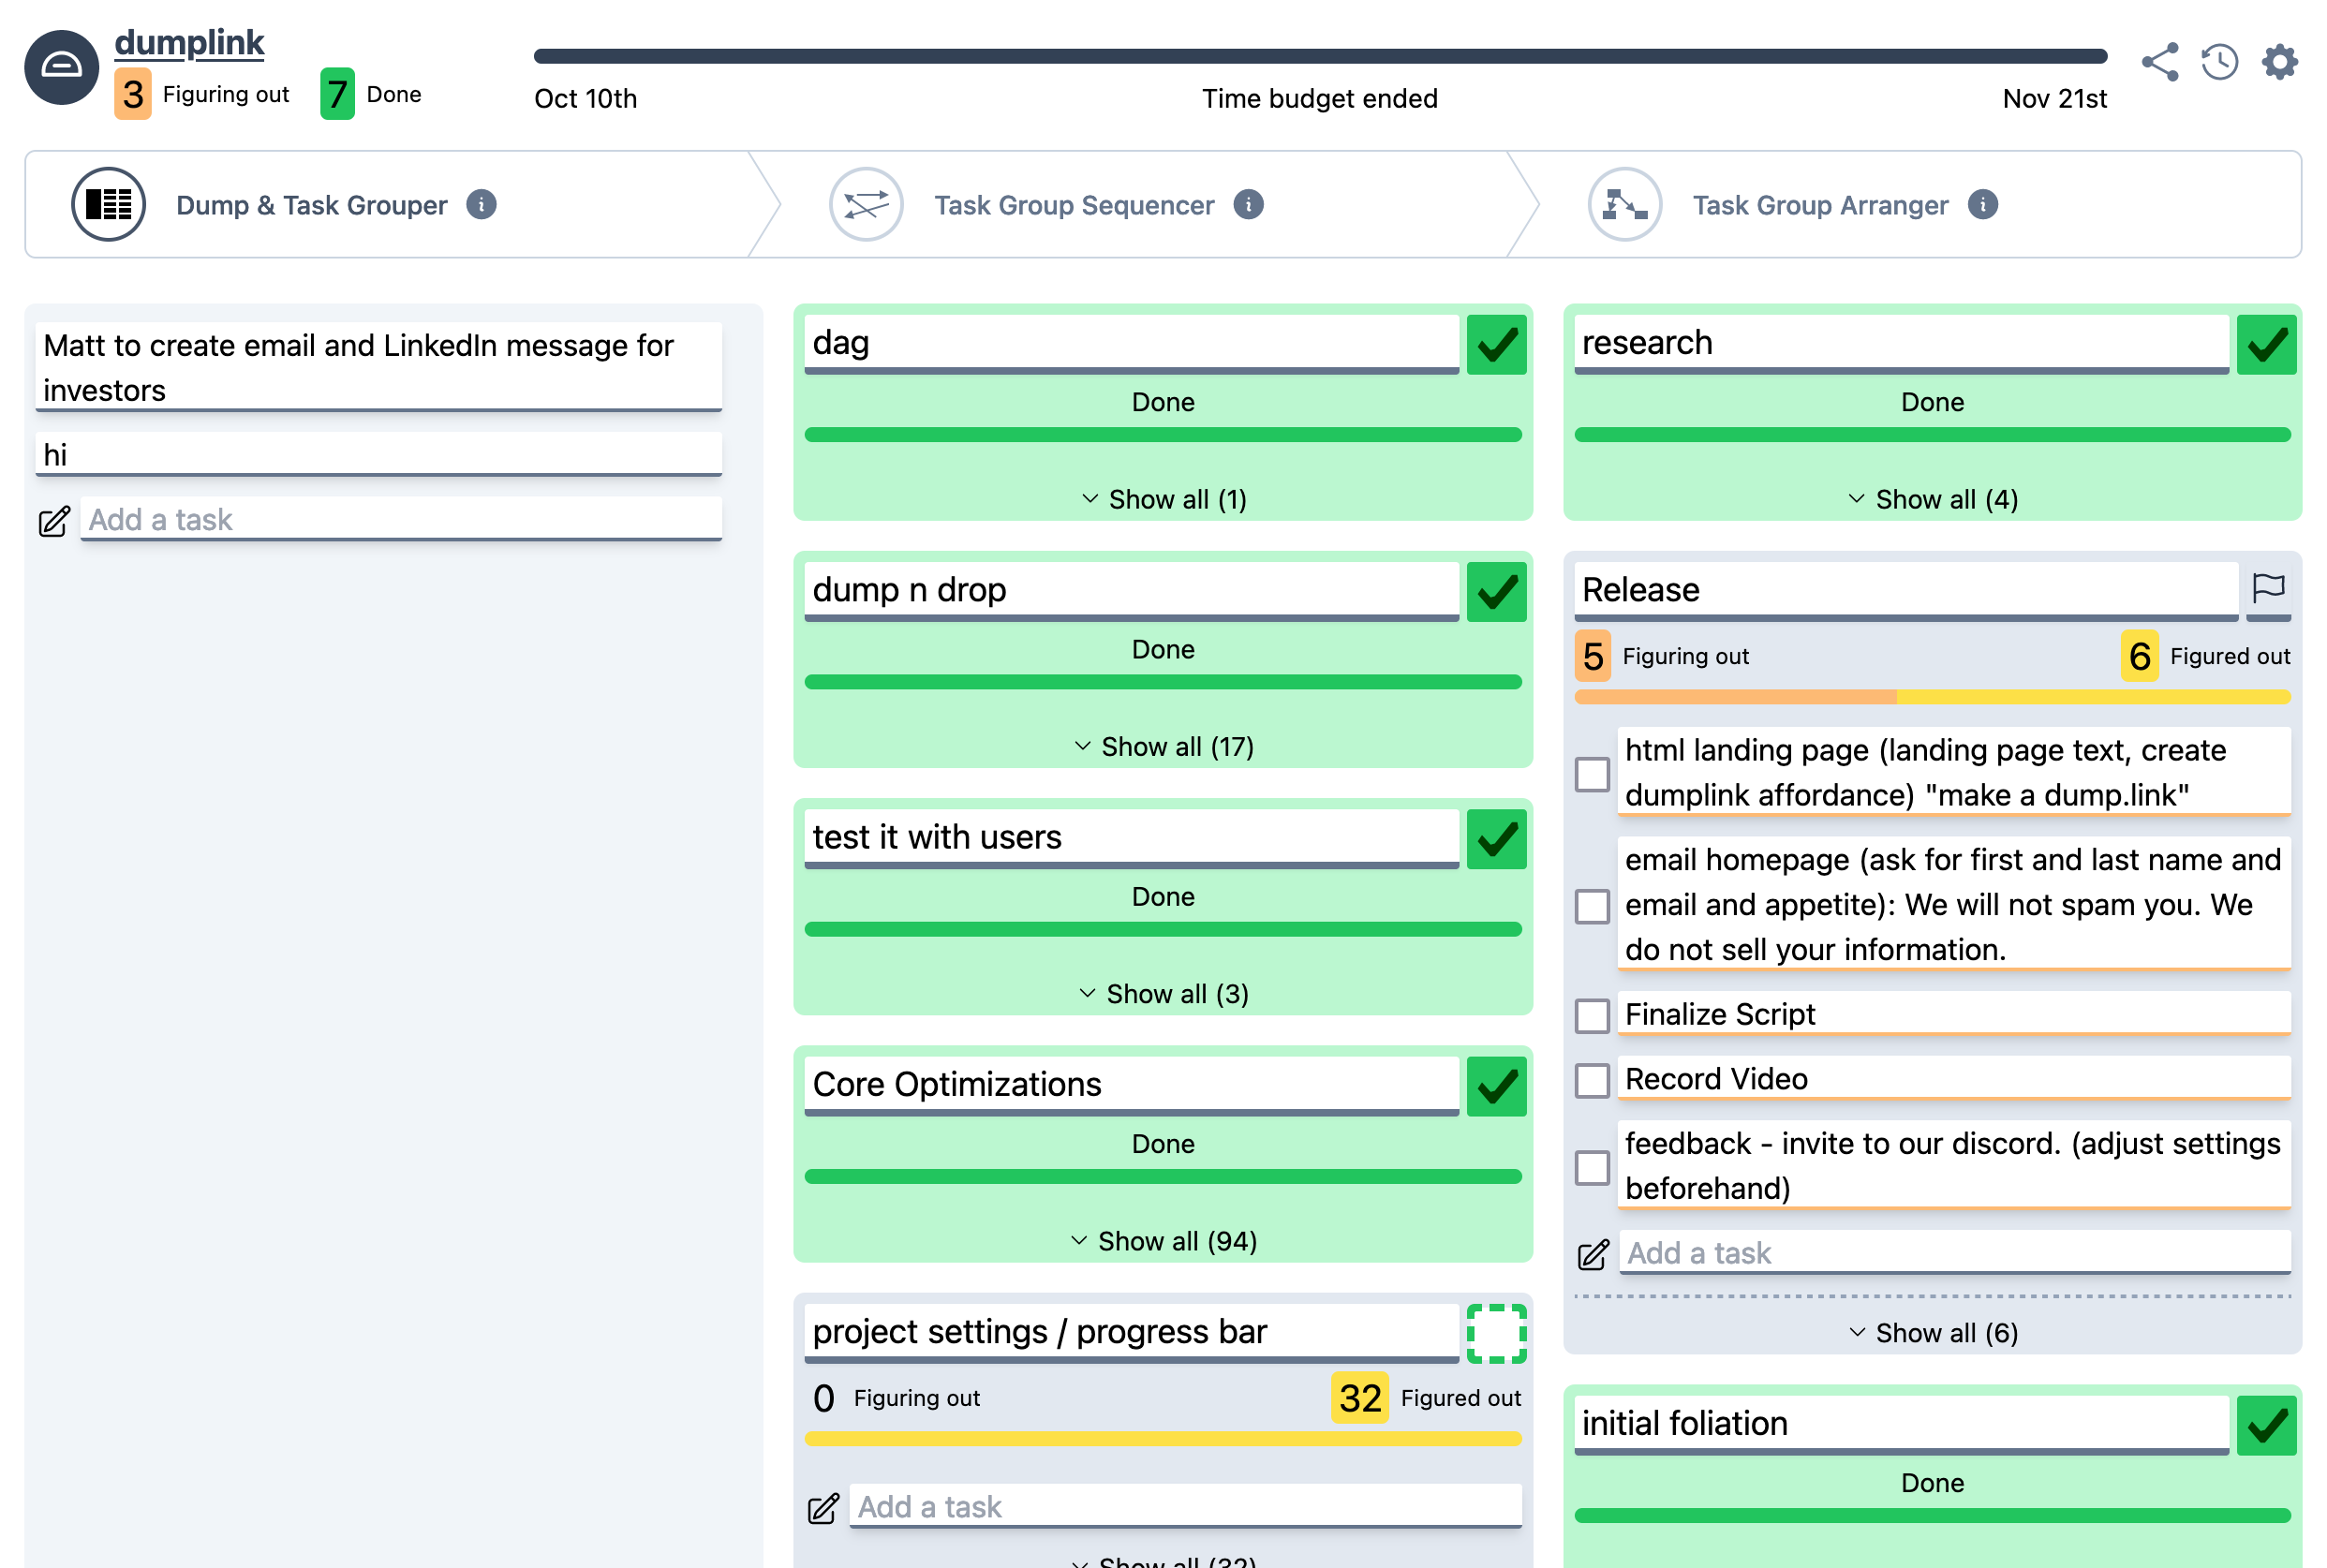 dumplink
3 Figuring out 7 Done
Oct 10th Time budget ended Nov 21st
Dump & Task Grouper
Task Group Sequencer
Task Group Arranger
Matt to create email and LinkedIn message for
investors
hi
Add a task
dag
Done
Show all (1)
dump n drop
Done
Show all (17)
test it with users
Done
Show all (3)
Core Optimizations
Done
Show all (94)
project settings / progress bar
0 Figuring out 32 Figured out
Add a task
Show all (32)
research
Done
Show all (4)
Release
5 Figuring out 6 Figured out
html landing page (landing page text, create
dumplink affordance) "make a dump.link"
email homepage (ask for first and last name and
email and appetite): We will not spam you. We
do not sell your information.
Finalize Script
Record Video
feedback - invite to our discord. (adjust settings
beforehand)
Add a task
Show all (6)
initial foliation
Done